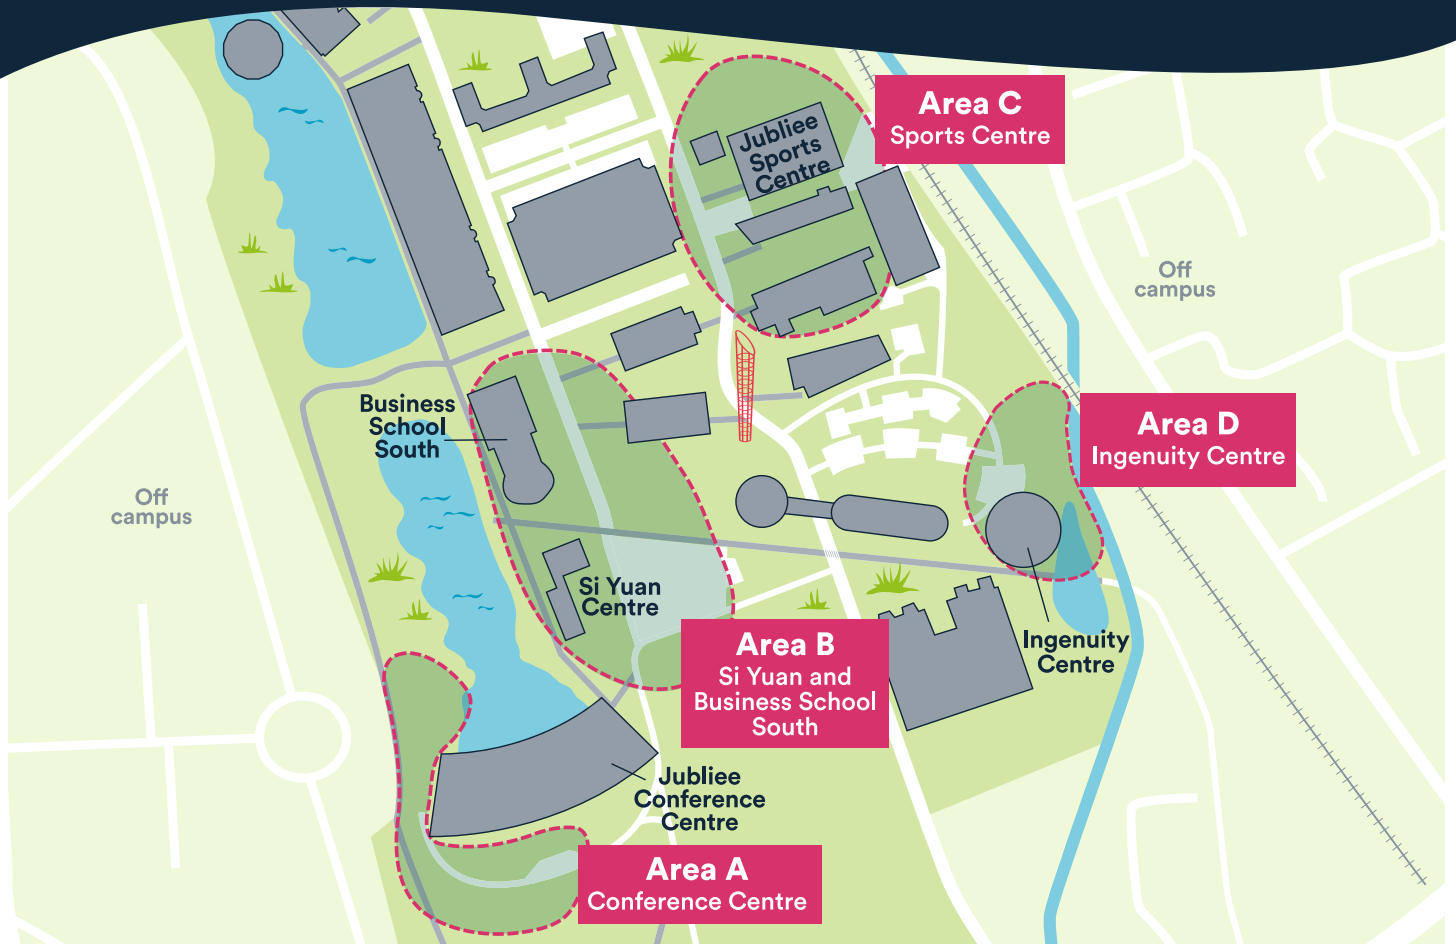 Area C
Sports Centre
Jubliee
Sports
Centre
Off
campus
Business
School
South
Area D
Ingenuity Centre
Off
campus
Si Yuan
Centre
Area B
Si Yuan and
Business School
South
Ingenuity
Centre
Jubliee
Conference
Centre
Area A
Conference Centre